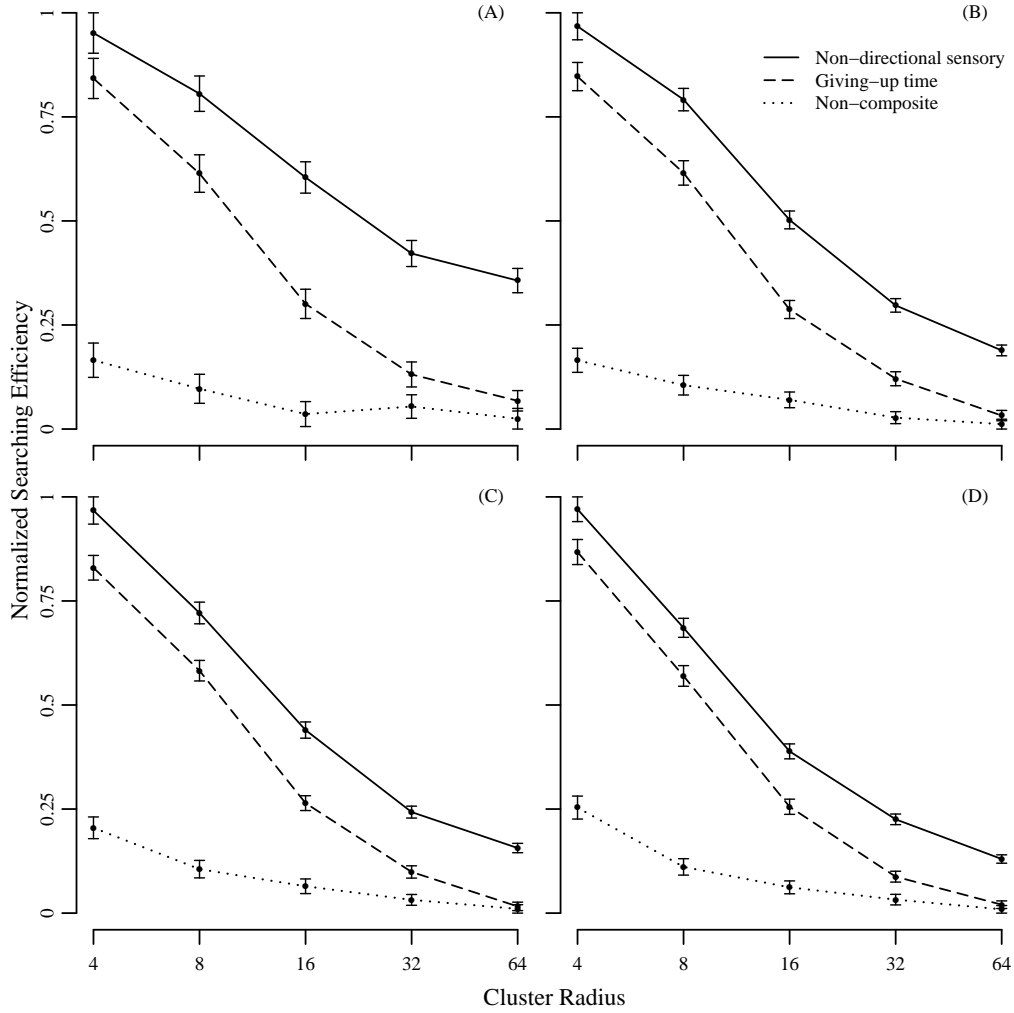 (A)
(B)
Non−directional sensory
Giving−up time
Non−composite
1
0.75
0.5
0.25
0
Normalized Searching Efficiency
(C)
(D)
1
0.75
0.5
0.25
0
4 8 16 32 64
4 8 16 32 64
Cluster Radius